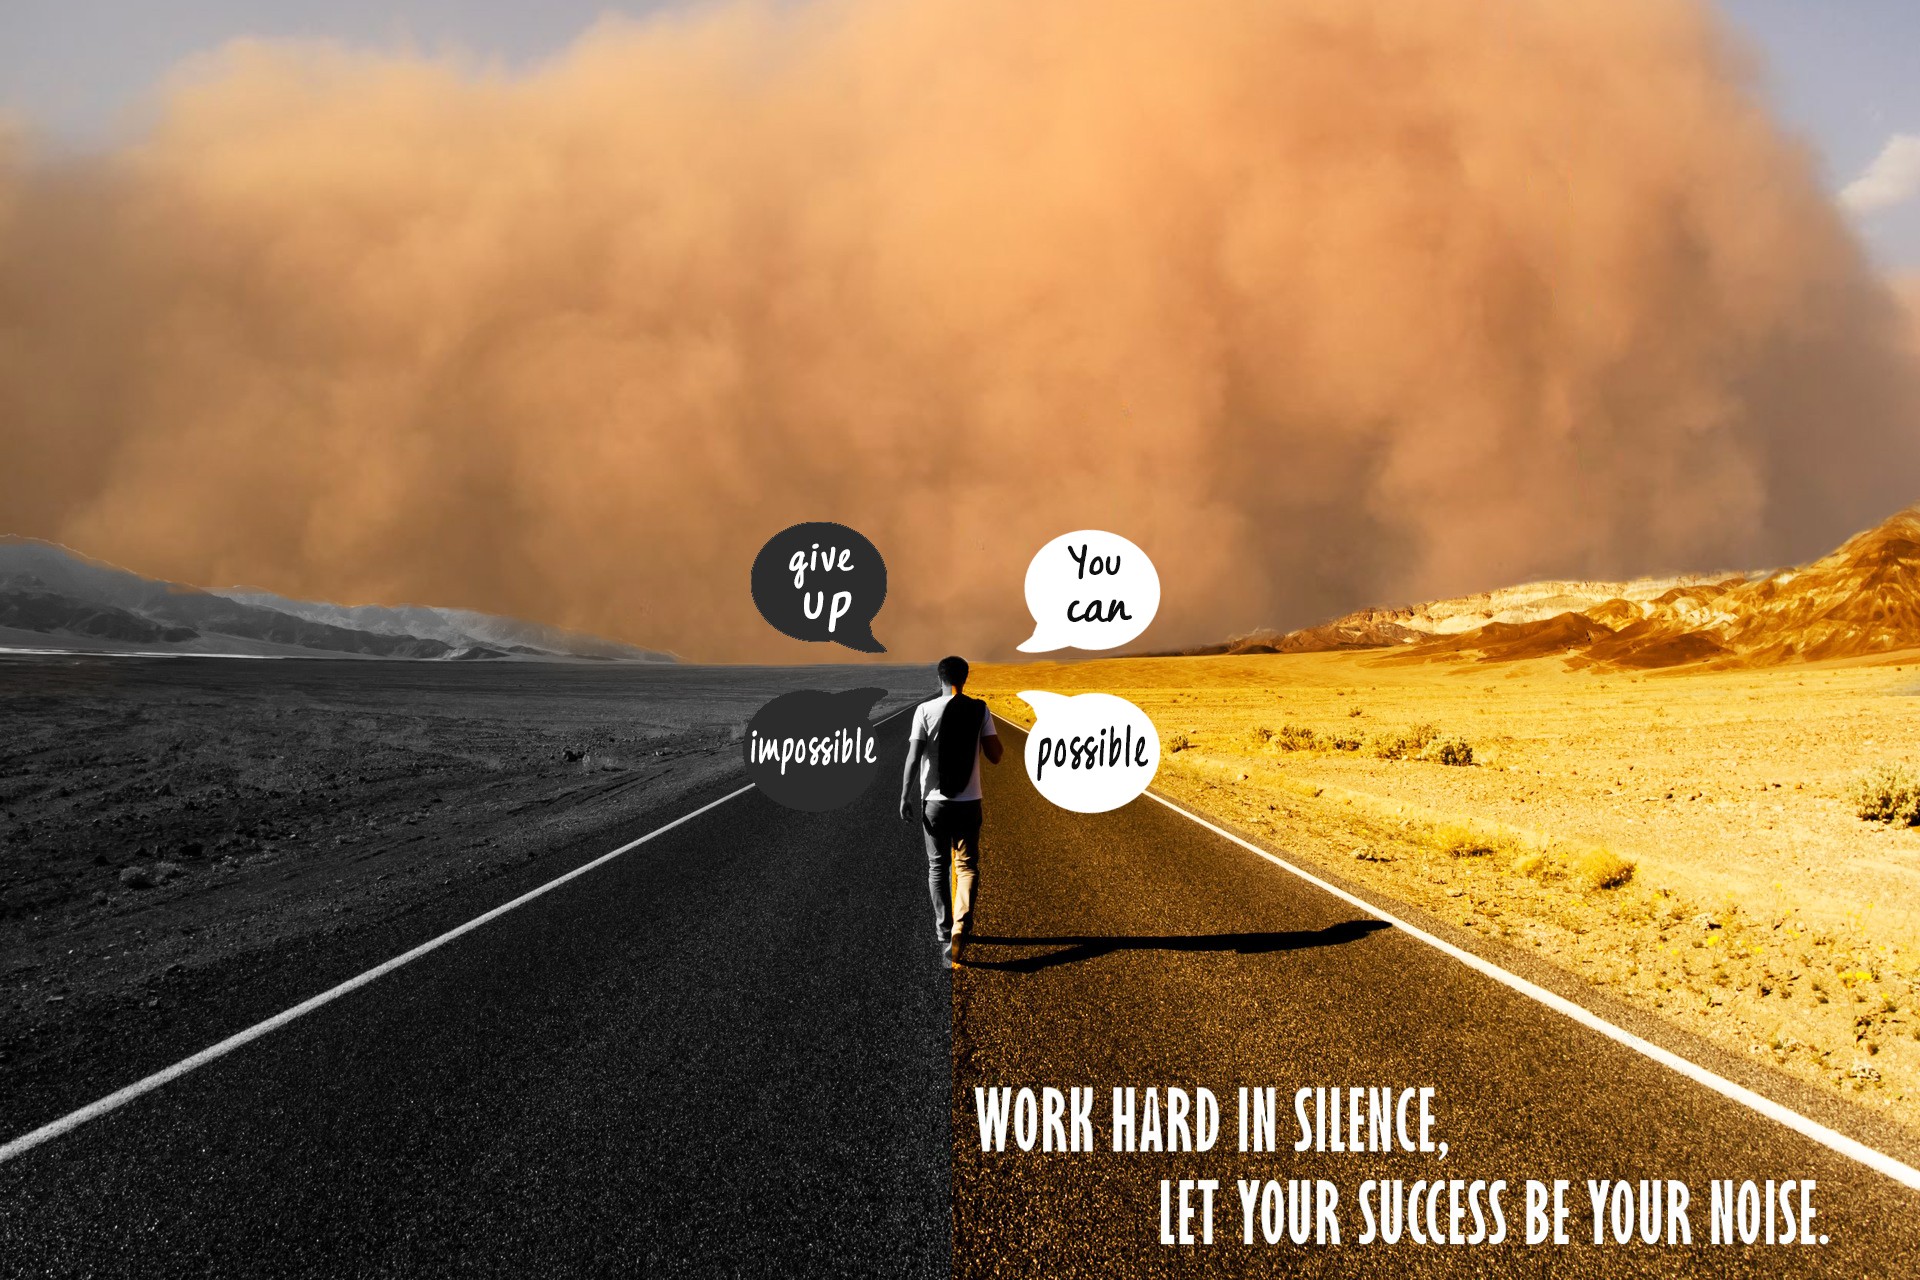 give
up
You
can
impossible
possible
WORK HARD IN SILENCE,
LET YOUR SUCCESS BE YOUR NOISE.